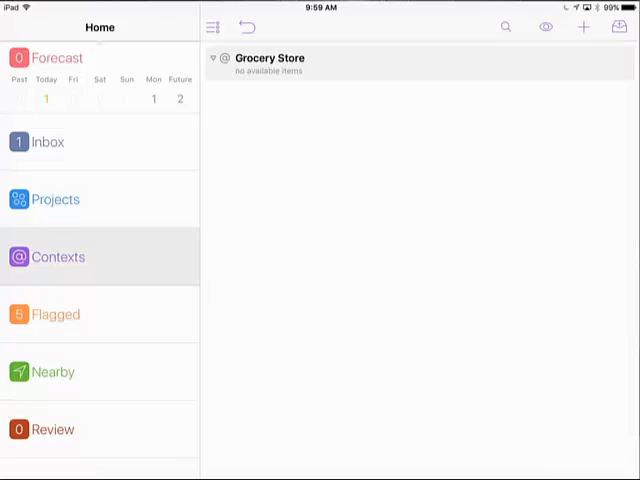 iPad 9:59 AM 99%
Home
0 Forecast
Past Today Fri Sat Sun Mon Future
1 1 2
1 Inbox
Projects
@ Contexts
5 Flagged
Nearby
0 Review
@ Grocery Store
no available items